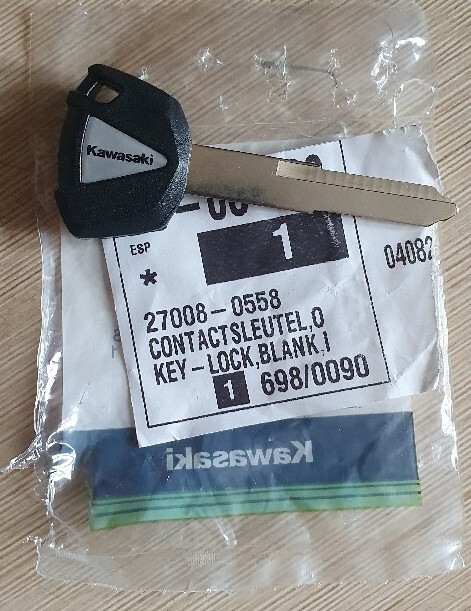 Kawasaki
ESP
1
*
04082
27008-0558
CONTACTSLEUTEL,O
KEY-LOCK,BLANK,I
1 698/0090
Kawasaki